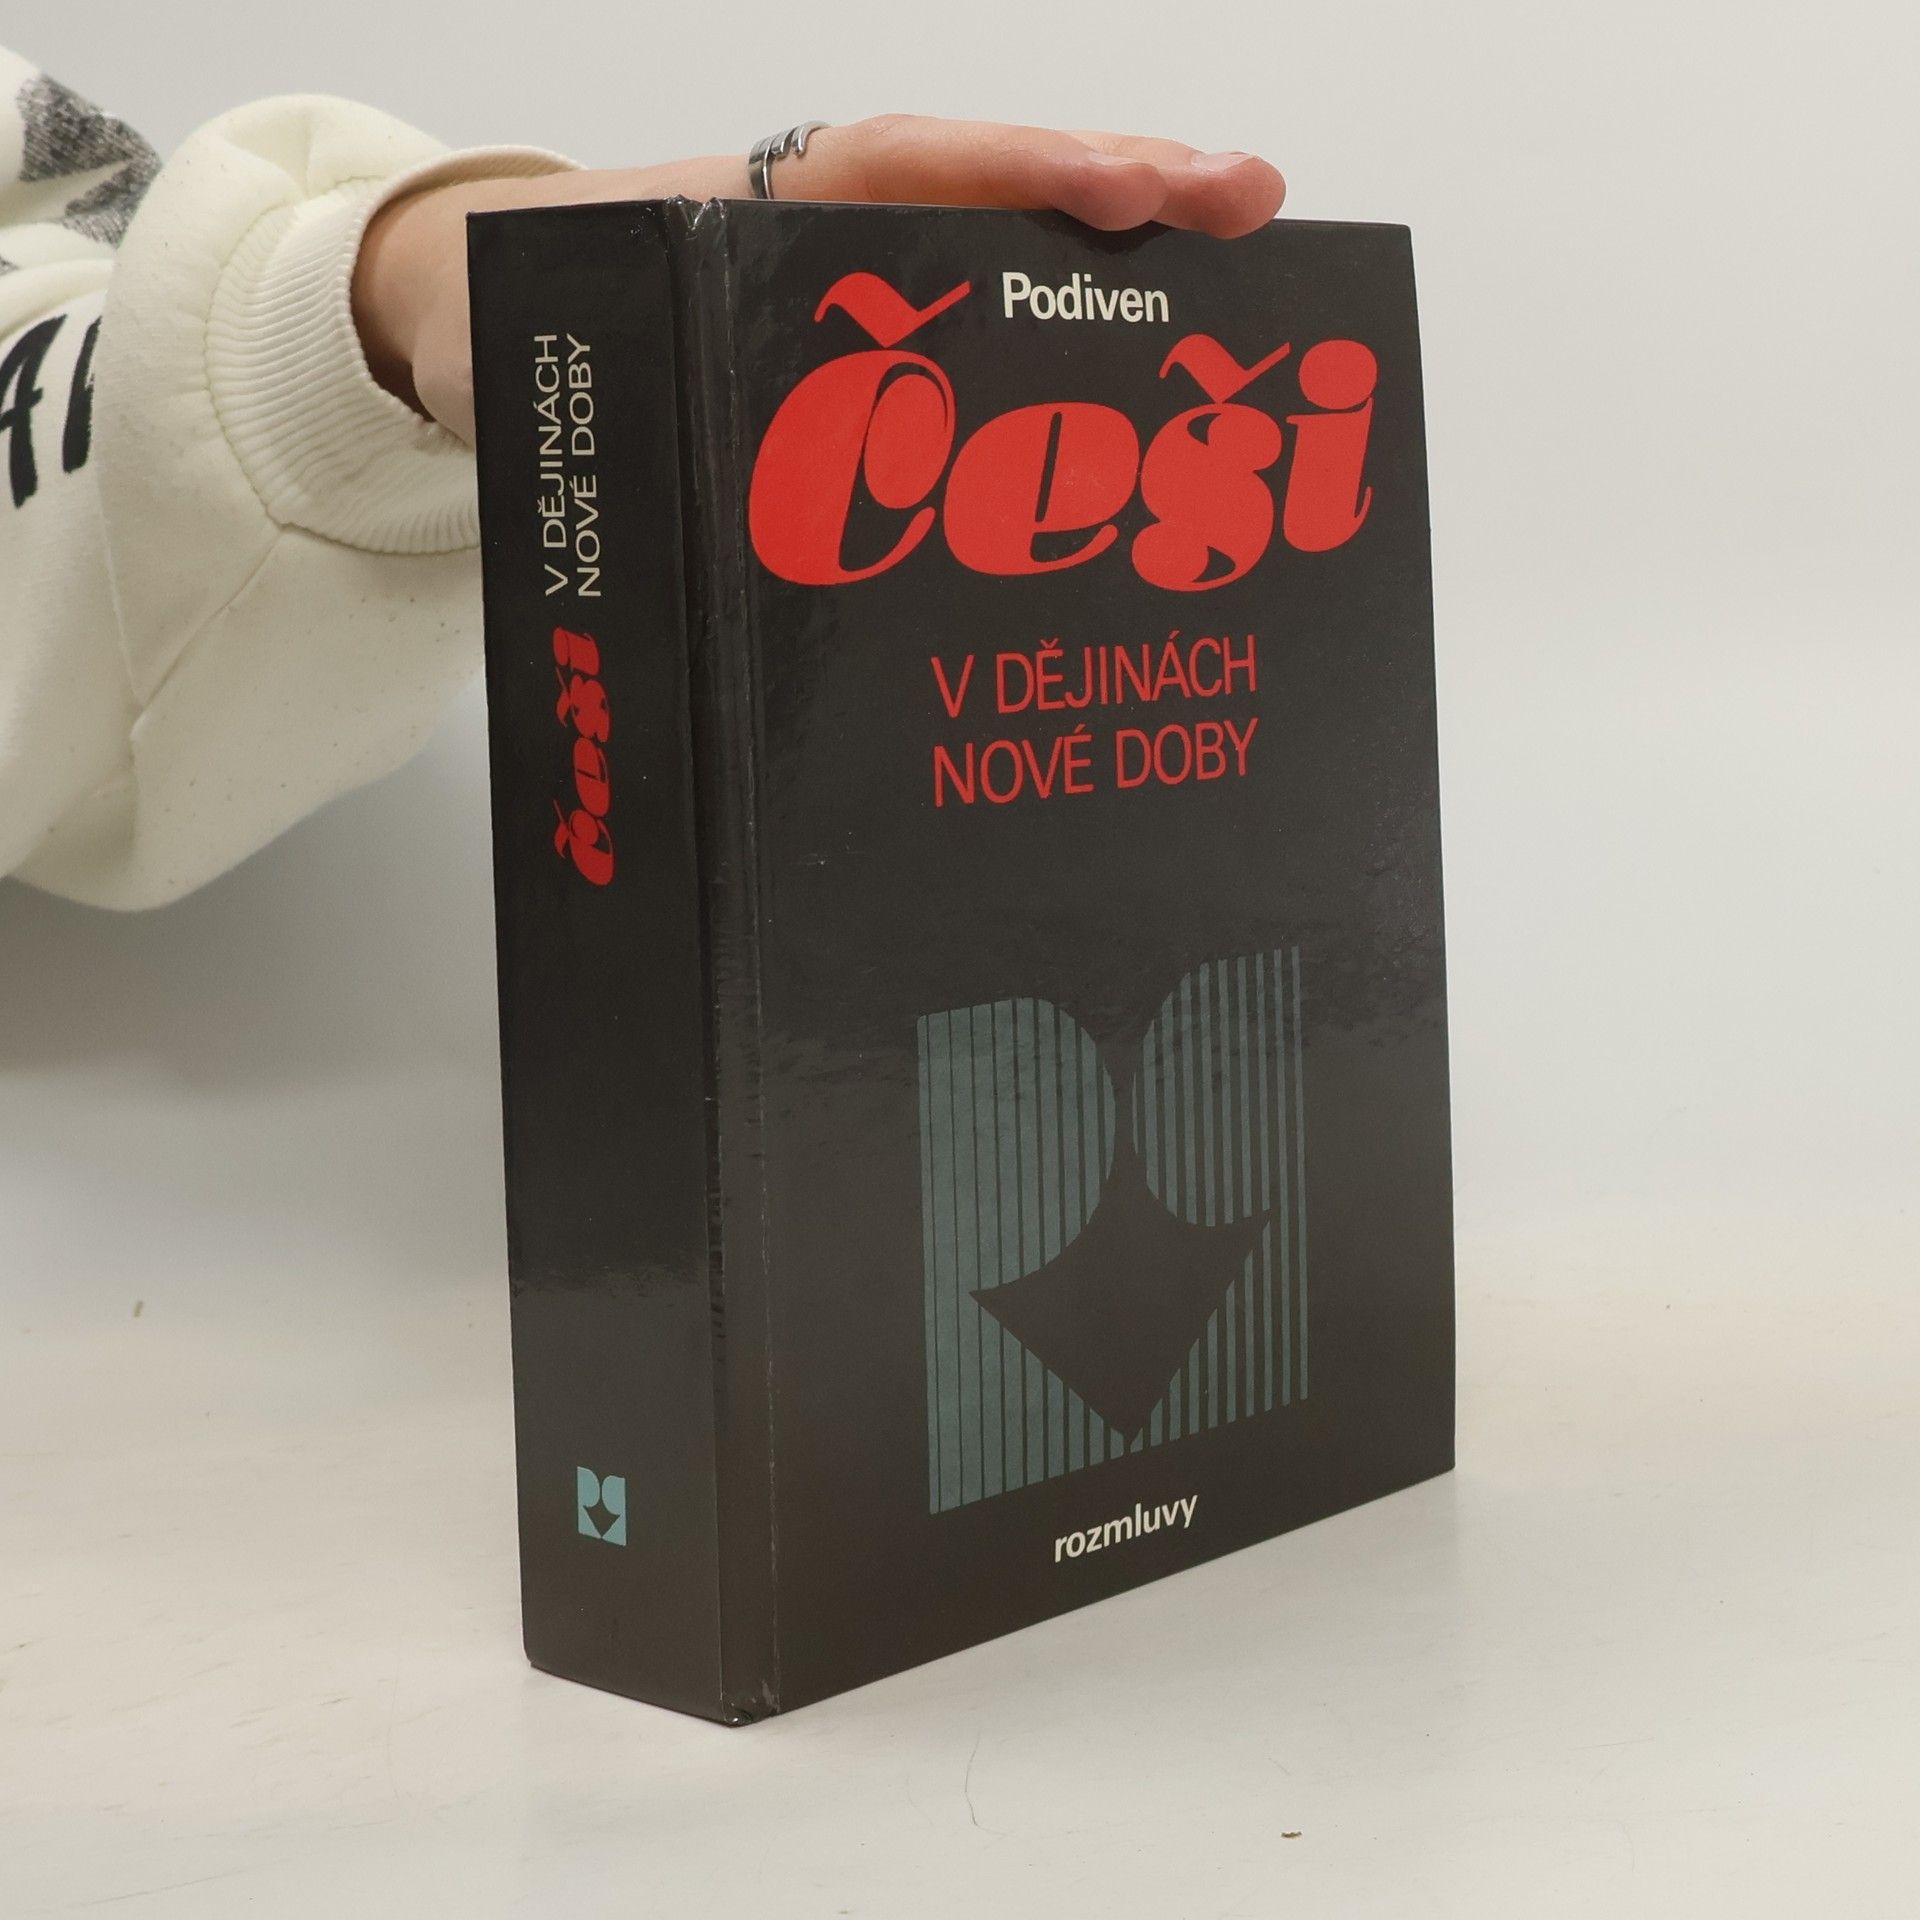 Podiven
Češi
V DĚJINÁCH
NOVÉ DOBY
rozmluvy
Češi
V DĚJINÁCH
NOVÉ DOBY